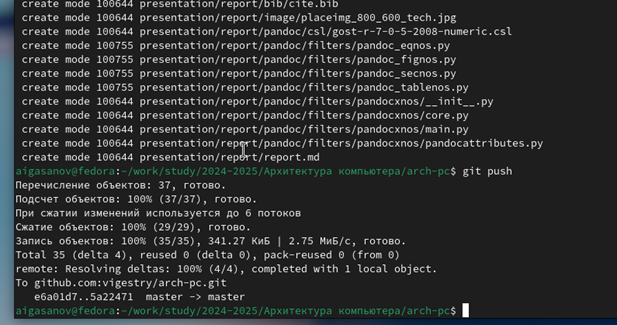 create mode 100644 presentation/report/bib/cite.bib
create mode 100644 presentation/report/image/placeimg_800_600_tech.jpg
create mode 100644 presentation/report/pandoc/csl/gost-r-7-0-5-2008-numeric.csl
create mode 100755 presentation/report/pandoc/filters/pandoc_eqnos.py
create mode 100755 presentation/report/pandoc/filters/pandoc_fignos.py
create mode 100755 presentation/report/pandoc/filters/pandoc_secnos.py
create mode 100755 presentation/report/pandoc/filters/pandoc_tablenos.py
create mode 100644 presentation/report/pandoc/filters/pandocxnos/__init__.py
create mode 100644 presentation/report/pandoc/filters/pandocxnos/core.py
create mode 100644 presentation/report/pandoc/filters/pandocxnos/main.py
create mode 100644 presentation/report/pandoc/filters/pandocxnos/pandocattributes.py
create mode 100644 presentation/report/report.md
aigasanov@fedora:~/work/study/2024-2025/Архитектура компьютера/arch-pc$ git push
Перечисление объектов: 37, готово.
Подсчет объектов: 100% (37/37), готово.
При сжатии изменений используется до 6 потоков
Сжатие объектов: 100% (29/29), готово.
Запись объектов: 100% (35/35), 341.27 КиБ | 2.75 МиБ/с, готово.
Total 35 (delta 4), reused 0 (delta 0), pack-reused 0 (from 0)
remote: Resolving deltas: 100% (4/4), completed with 1 local object.
To github.com:vigestry/arch-pc.git
e6a01d7..5a22471  master -> master
aigasanov@fedora:~/work/study/2024-2025/Архитектура компьютера/arch-pc$